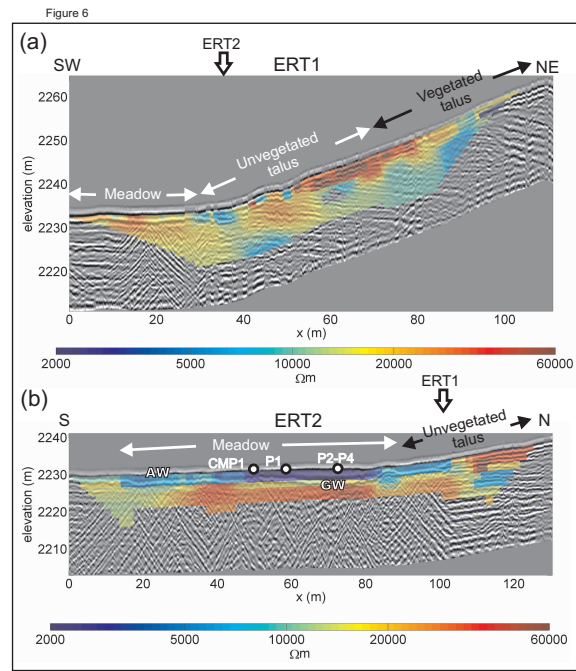 Figure 6
(a)
ERT2
SW
ERT1
NE
Vegetated
talus
Unvegetated
talus
Meadow
2260
2250
2240
2230
2220
elevation (m)
0
20
40
60
80
100
x (m)
2000
5000
10000
20000
60000
Ωm
(b)
ERT1
S
ERT2
N
Unvegetated
talus
Meadow
AW
CMP1
P1
P2-P4
GW
2240
2230
2220
2210
elevation (m)
0
20
40
60
80
100
120
x (m)
2000
5000
10000
20000
60000
Ωm